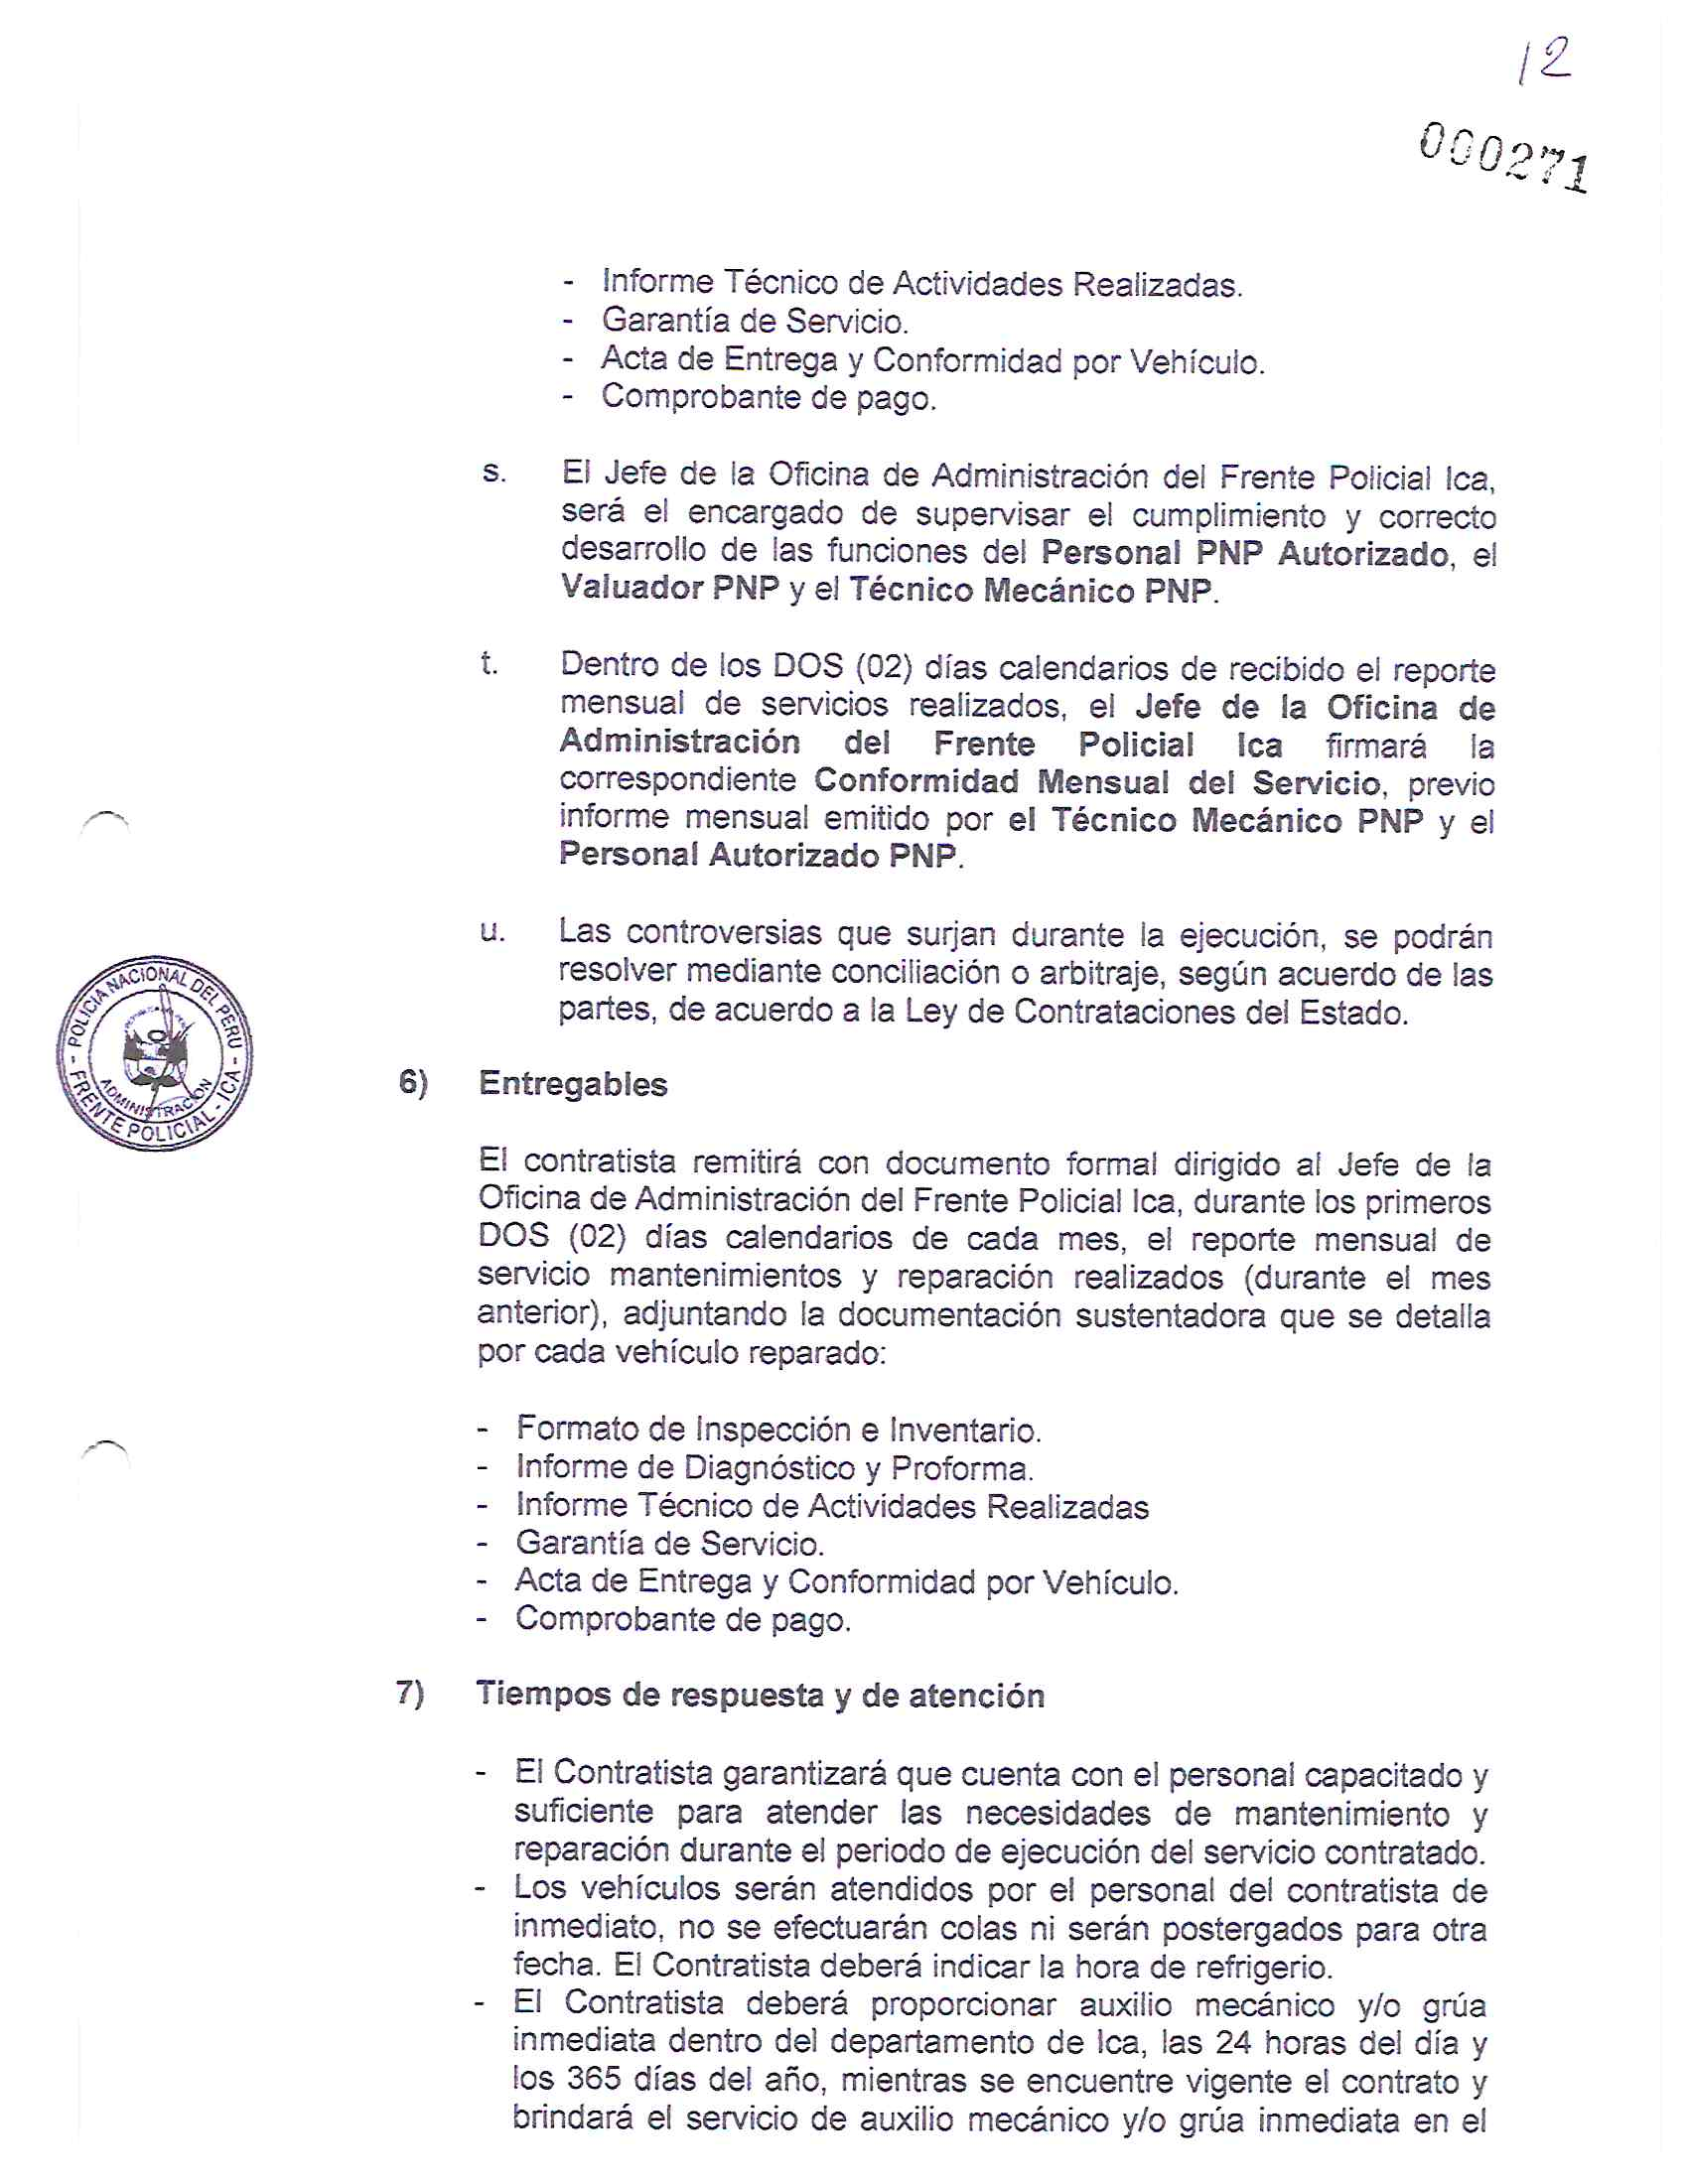 12
000271
- Informe Técnico de Actividades Realizadas.
- Garantía de Servicio.
- Acta de Entrega y Conformidad por Vehículo.
- Comprobante de pago.
s. El Jefe de la Oficina de Administración del Frente Policial Ica,
será el encargado de supervisar el cumplimiento y correcto
desarrollo de las funciones del Personal PNP Autorizado, el
Valuador PNP y el Técnico Mecánico PNP.
t. Dentro de los DOS (02) días calendarios de recibido el reporte
mensual de servicios realizados, el Jefe de la Oficina de
Administración del Frente Policial Ica firmará la
correspondiente Conformidad Mensual del Servicio, previo
informe mensual emitido por el Técnico Mecánico PNP y el
Personal Autorizado PNP.
u. Las controversias que surjan durante la ejecución, se podrán
resolver mediante conciliación o arbitraje, según acuerdo de las
partes, de acuerdo a la Ley de Contrataciones del Estado.
POLICIA NACIONAL DEL PERU
ADMINISTRACION
- FRENTE POLICIAL - ICA -
6) Entregables
El contratista remitirá con documento formal dirigido al Jefe de la
Oficina de Administración del Frente Policial Ica, durante los primeros
DOS (02) días calendarios de cada mes, el reporte mensual de
servicio mantenimientos y reparación realizados (durante el mes
anterior), adjuntando la documentación sustentadora que se detalla
por cada vehículo reparado:
- Formato de Inspección e Inventario.
- Informe de Diagnóstico y Proforma.
- Informe Técnico de Actividades Realizadas
- Garantía de Servicio.
- Acta de Entrega y Conformidad por Vehículo.
- Comprobante de pago.
7) Tiempos de respuesta y de atención
- El Contratista garantizará que cuenta con el personal capacitado y
suficiente para atender las necesidades de mantenimiento y
reparación durante el periodo de ejecución del servicio contratado.
- Los vehículos serán atendidos por el personal del contratista de
inmediato, no se efectuarán colas ni serán postergados para otra
fecha. El Contratista deberá indicar la hora de refrigerio.
- El Contratista deberá proporcionar auxilio mecánico y/o grúa
inmediata dentro del departamento de Ica, las 24 horas del día y
los 365 días del año, mientras se encuentre vigente el contrato y
brindará el servicio de auxilio mecánico y/o grúa inmediata en el